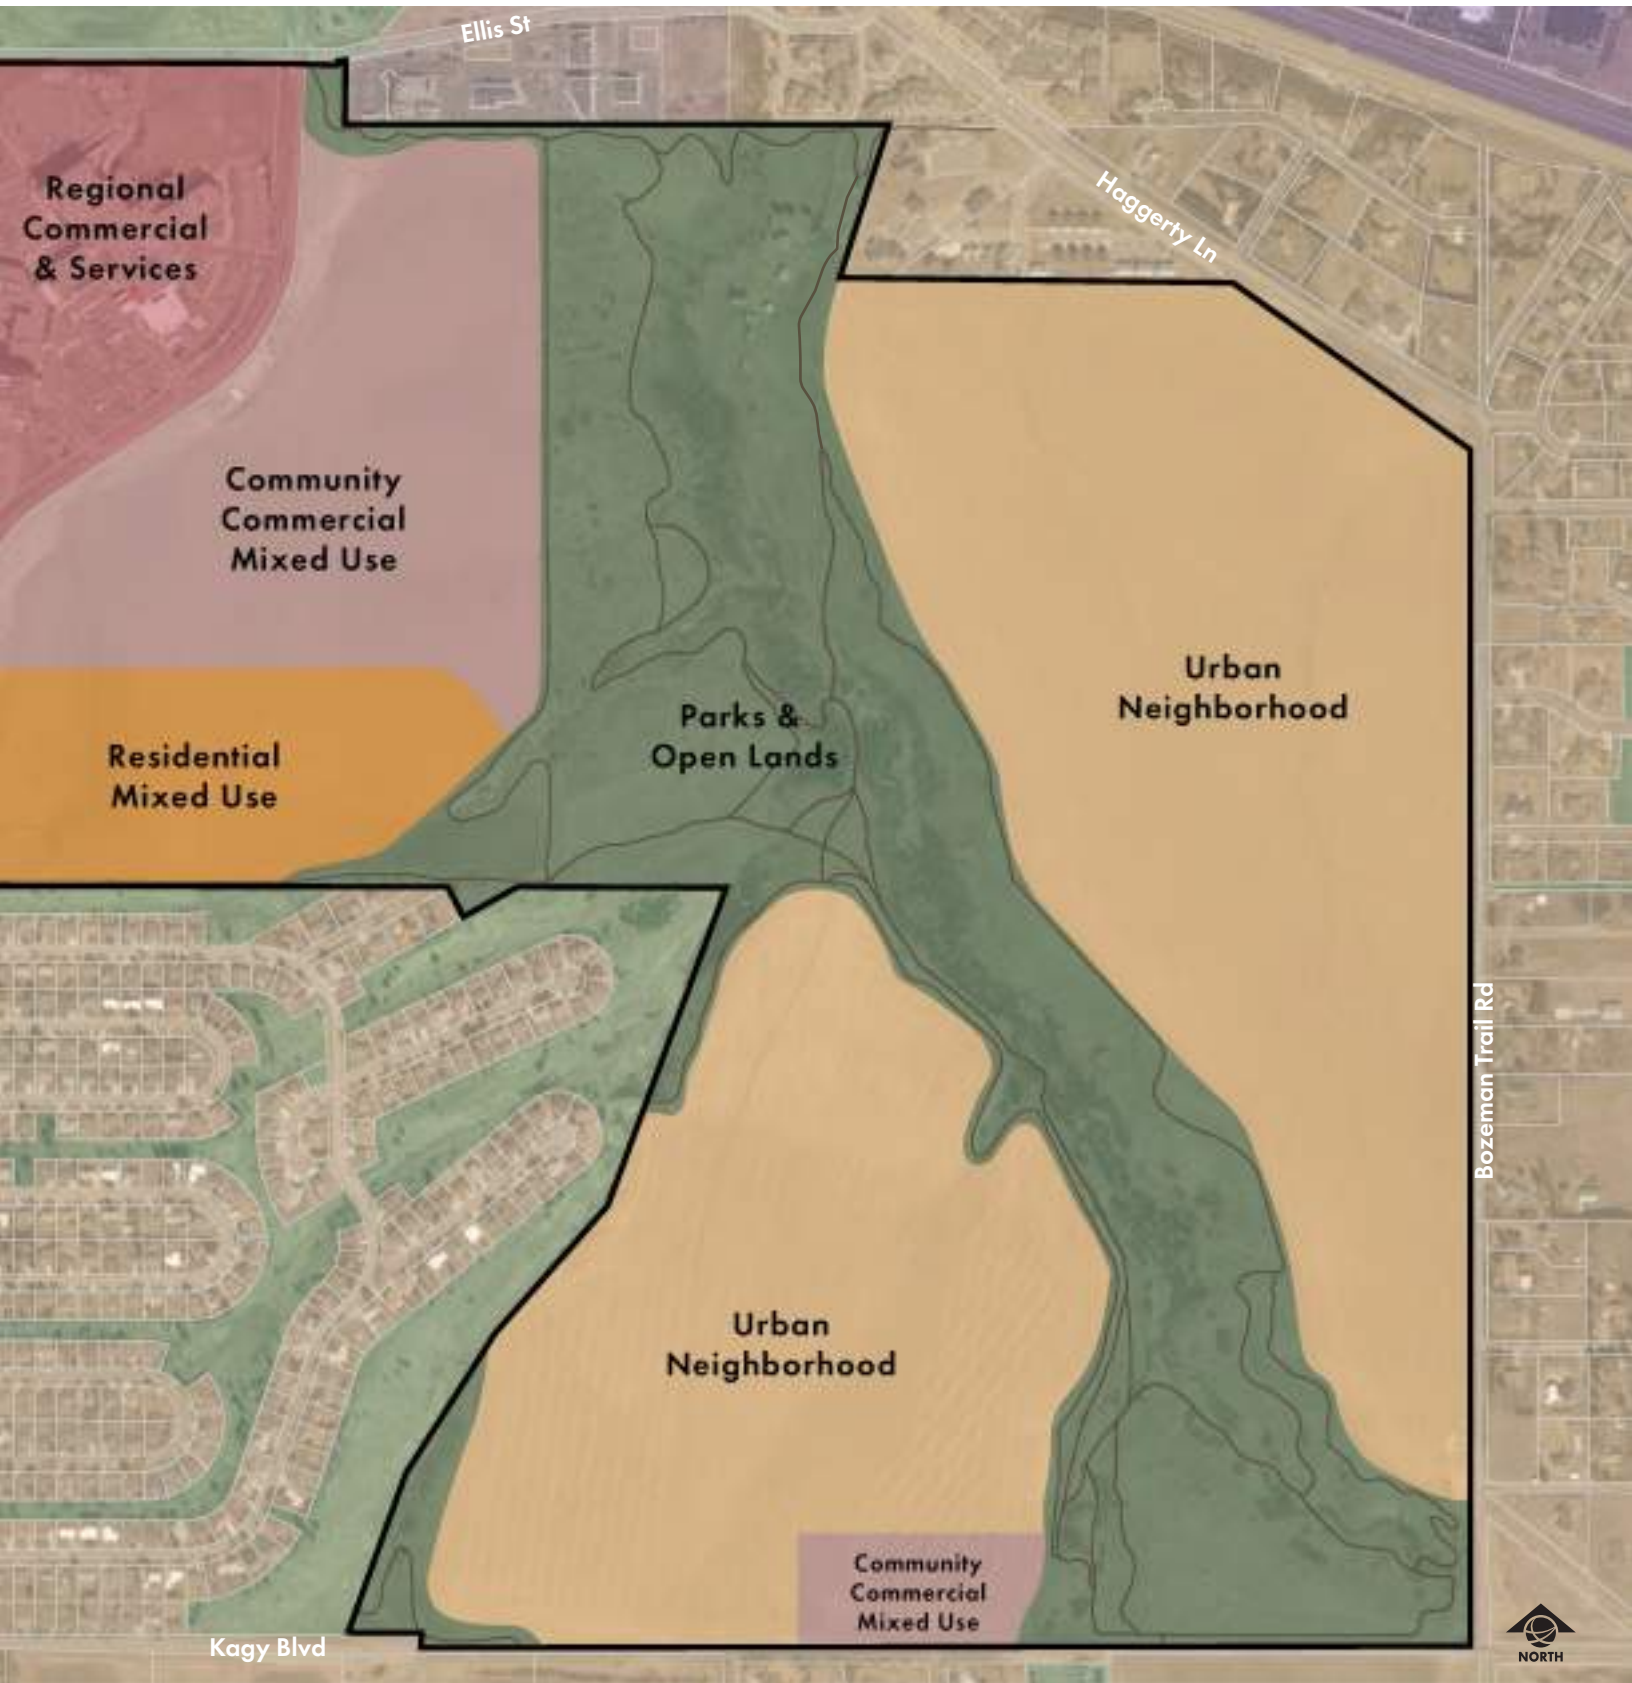 Ellis St
Regional
Commercial
& Services
Haggerty Ln
Community
Commercial
Mixed Use
Urban
Neighborhood
Parks &
Open Lands
Residential
Mixed Use
Bozeman Trail Rd
Urban
Neighborhood
Community
Commercial
Mixed Use
Kagy Blvd
NORTH